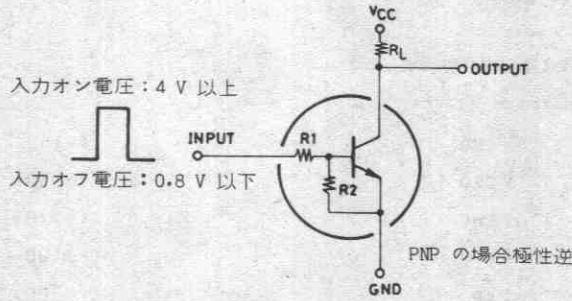 VCC
RL
OUTPUT
入力オン電圧：4 V 以上
INPUT
R1
入力オフ電圧：0.8 V 以下
R2
PNP の場合極性逆
GND